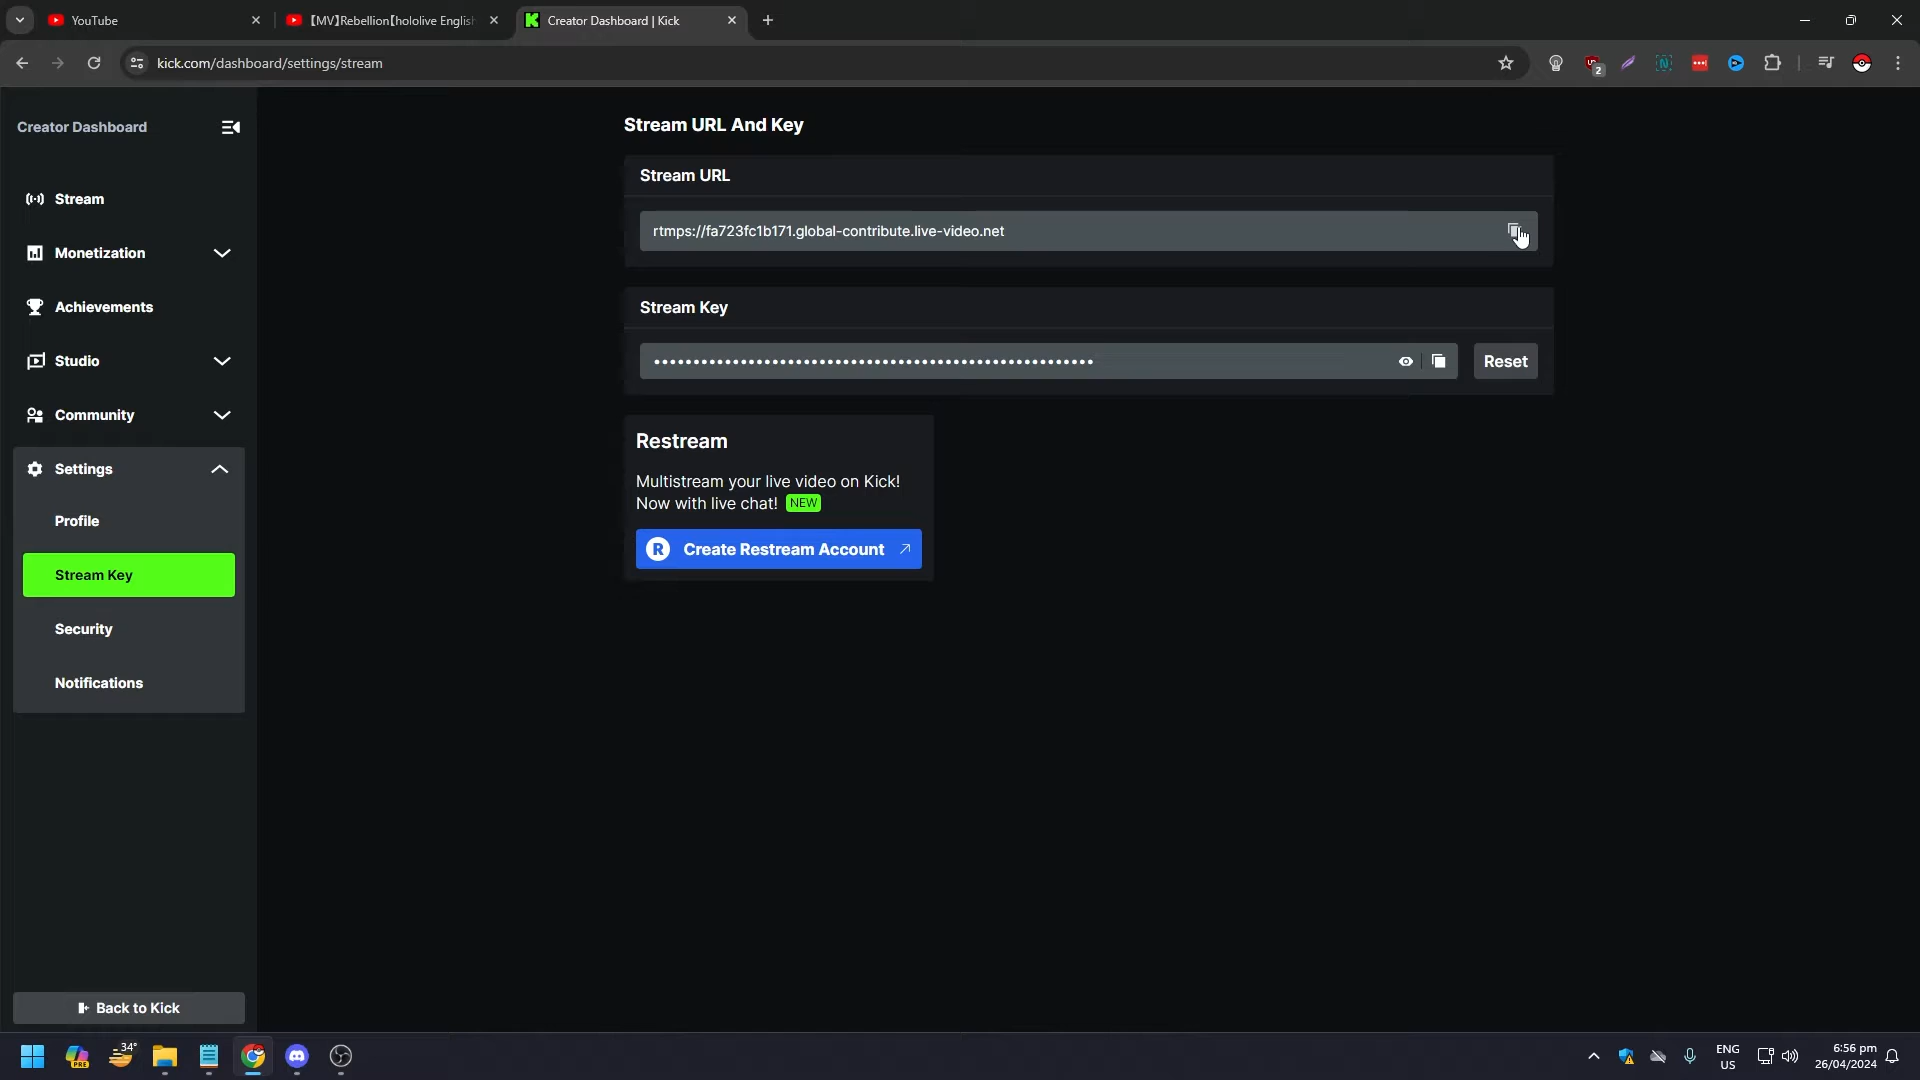 YouTube
【MV】Rebellion【hololive English
Creator Dashboard | Kick
kick.com/dashboard/settings/stream
2
Creator Dashboard
Stream
Monetization
Achievements
Studio
Community
Settings
Profile
Stream Key
Security
Notifications
Back to Kick
Stream URL And Key
Stream URL
rtmps://fa723fc1b171.global-contribute.live-video.net
Stream Key
••••••••••••••••••••••••••••••••••••••••••••••••••••••
Reset
Restream
Multistream your live video on Kick!
Now with live chat! NEW
R Create Restream Account
PRE
34°
ENG
US
6:56 pm
26/04/2024